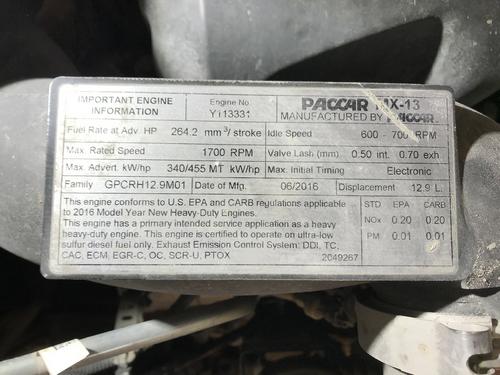 IMPORTANT ENGINE INFORMATION
Engine No. Y113331
PACCAR MX-13
MANUFACTURED BY PACCAR
Fuel Rate at Adv. HP 264.2 mm³/stroke Idle Speed 600 - 700 RPM
Max. Rated Speed 1700 RPM Valve Lash (mm) 0.50 int. 0.70 exh
Max. Advert. kW/hp 340/455 MT kW/hp Max. Initial Timing Electronic
Family GPCRH12.9M01 Date of Mfg. 06/2016 Displacement 12.9 L.
This engine conforms to U.S. EPA and CARB regulations applicable
to 2016 Model Year New Heavy-Duty Engines.
This engine has a primary intended service application as a heavy
heavy-duty engine. This engine is certified to operate on ultra-low
sulfur diesel fuel only. Exhaust Emission Control System: DDI, TC,
CAC, ECM, EGR-C, OC, SCR-U, PTOX
2049267
STD EPA CARB
NOx 0.20 0.20
PM 0.01 0.01